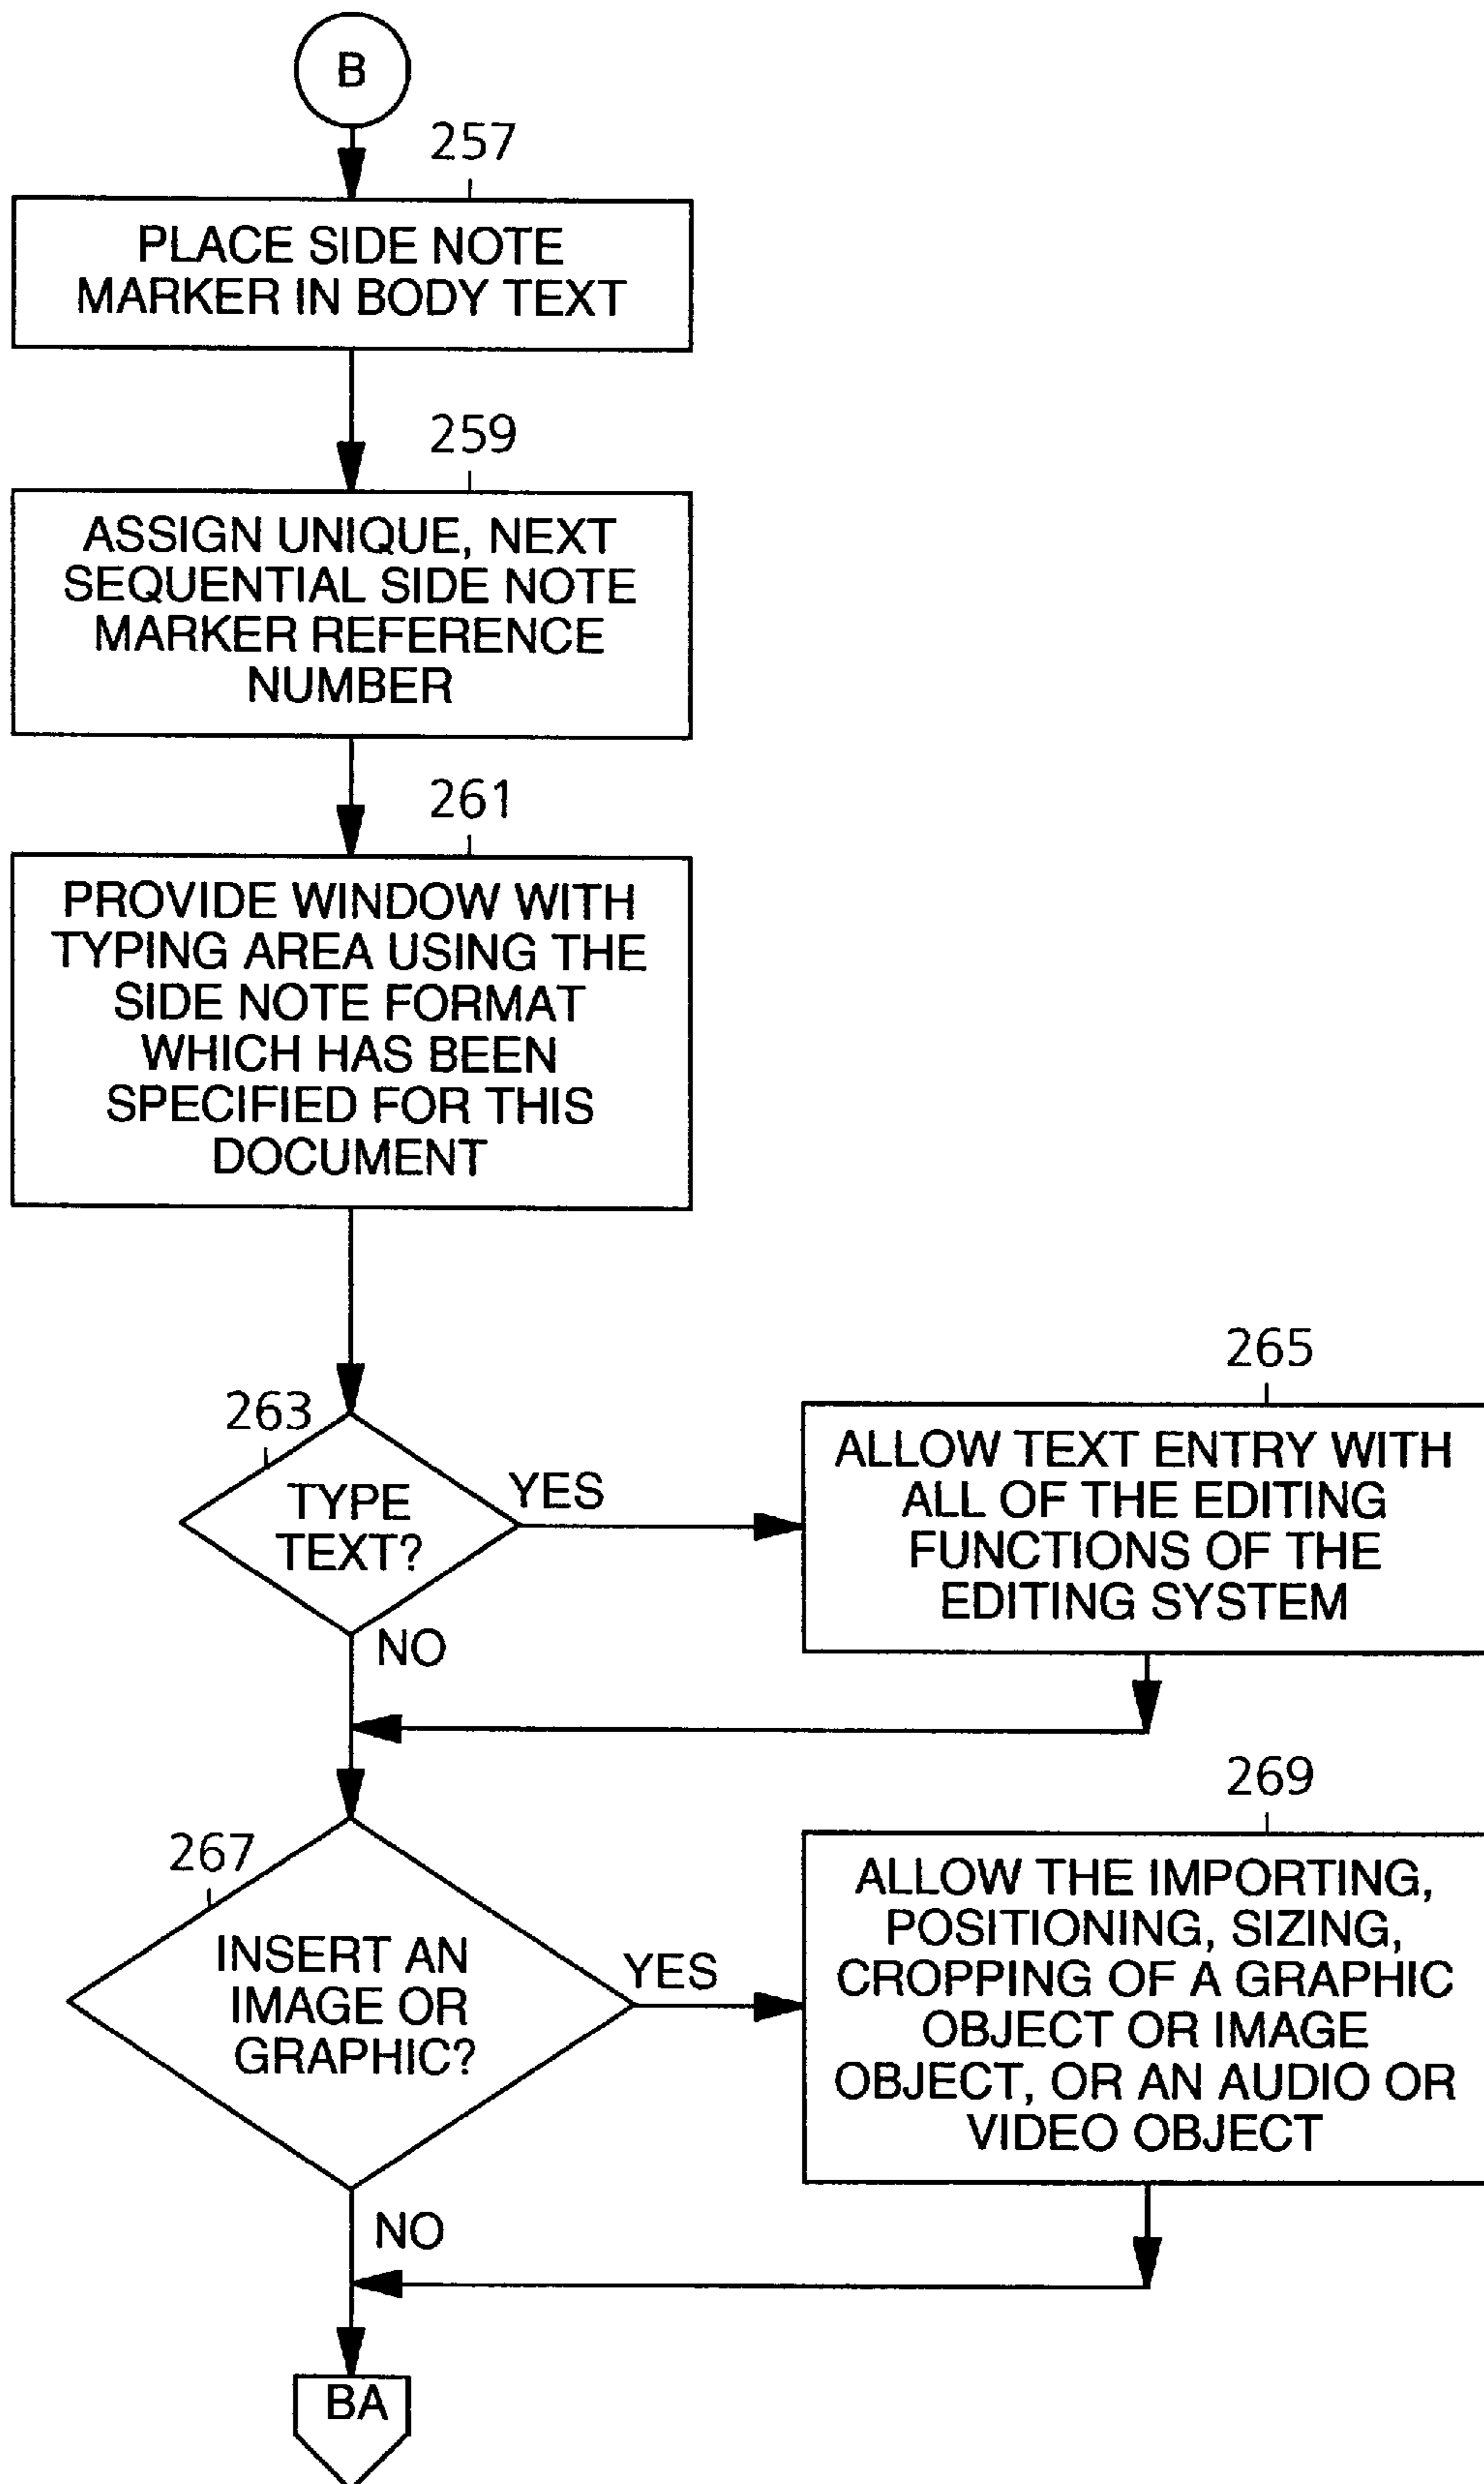 B
257
PLACE SIDE NOTE
MARKER IN BODY TEXT
259
ASSIGN UNIQUE, NEXT
SEQUENTIAL SIDE NOTE
MARKER REFERENCE
NUMBER
261
PROVIDE WINDOW WITH
TYPING AREA USING THE
SIDE NOTE FORMAT
WHICH HAS BEEN
SPECIFIED FOR THIS
DOCUMENT
263
TYPE
TEXT?
YES
NO
265
ALLOW TEXT ENTRY WITH
ALL OF THE EDITING
FUNCTIONS OF THE
EDITING SYSTEM
267
INSERT AN
IMAGE OR
GRAPHIC?
YES
NO
269
ALLOW THE IMPORTING,
POSITIONING, SIZING,
CROPPING OF A GRAPHIC
OBJECT OR IMAGE
OBJECT, OR AN AUDIO OR
VIDEO OBJECT
BA